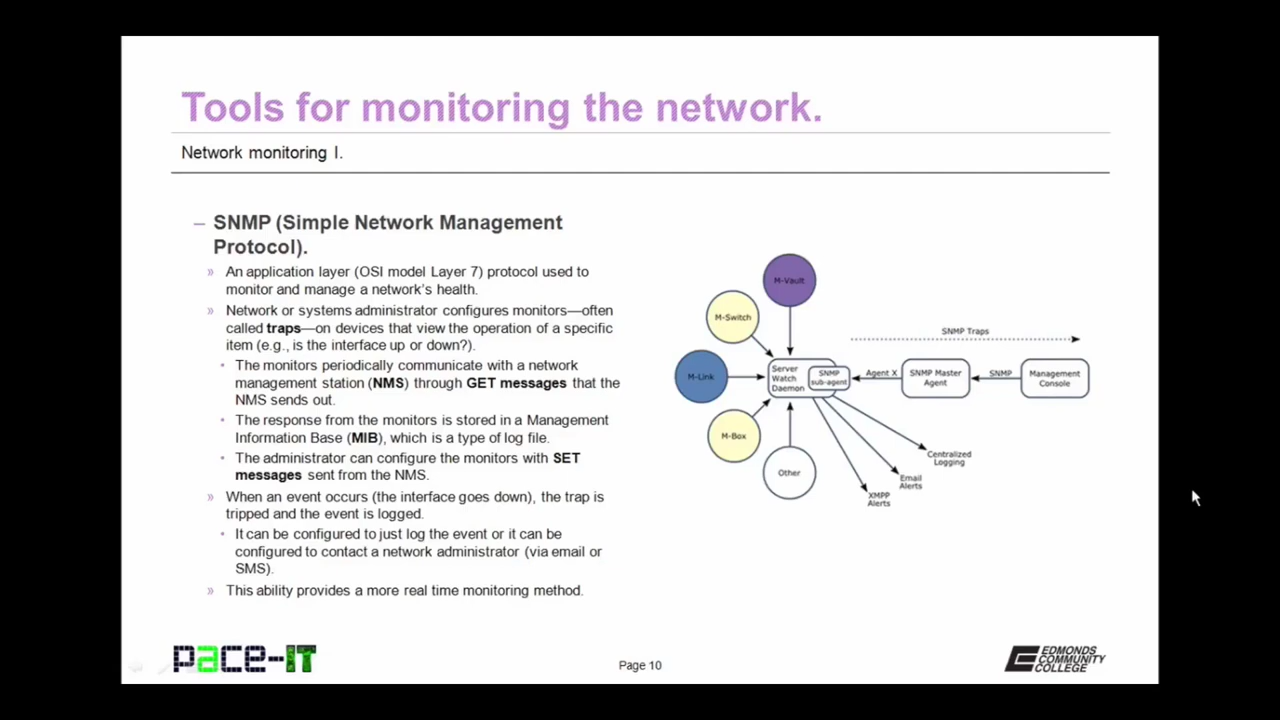 Tools for monitoring the network.
Network monitoring I.
– SNMP (Simple Network Management
Protocol).
» An application layer (OSI model Layer 7) protocol used to
monitor and manage a network's health.
» Network or systems administrator configures monitors—often
called traps—on devices that view the operation of a specific
item (e.g., is the interface up or down?).
• The monitors periodically communicate with a network
management station (NMS) through GET messages that the
NMS sends out.
• The response from the monitors is stored in a Management
Information Base (MIB), which is a type of log file.
• The administrator can configure the monitors with SET
messages sent from the NMS.
» When an event occurs (the interface goes down), the trap is
tripped and the event is logged.
• It can be configured to just log the event or it can be
configured to contact a network administrator (via email or
SMS).
» This ability provides a more real time monitoring method.
M-Vault
M-Switch
M-Link
M-Box
Other
Server
Watch
Daemon
SNMP
sub-agent
Agent X
SNMP Master
Agent
SNMP
Management
Console
SNMP Traps
Centralized
Logging
Email
Alerts
XMPP
Alerts
pace-IT
Page 10
EDMONDS
COMMUNITY
COLLEGE